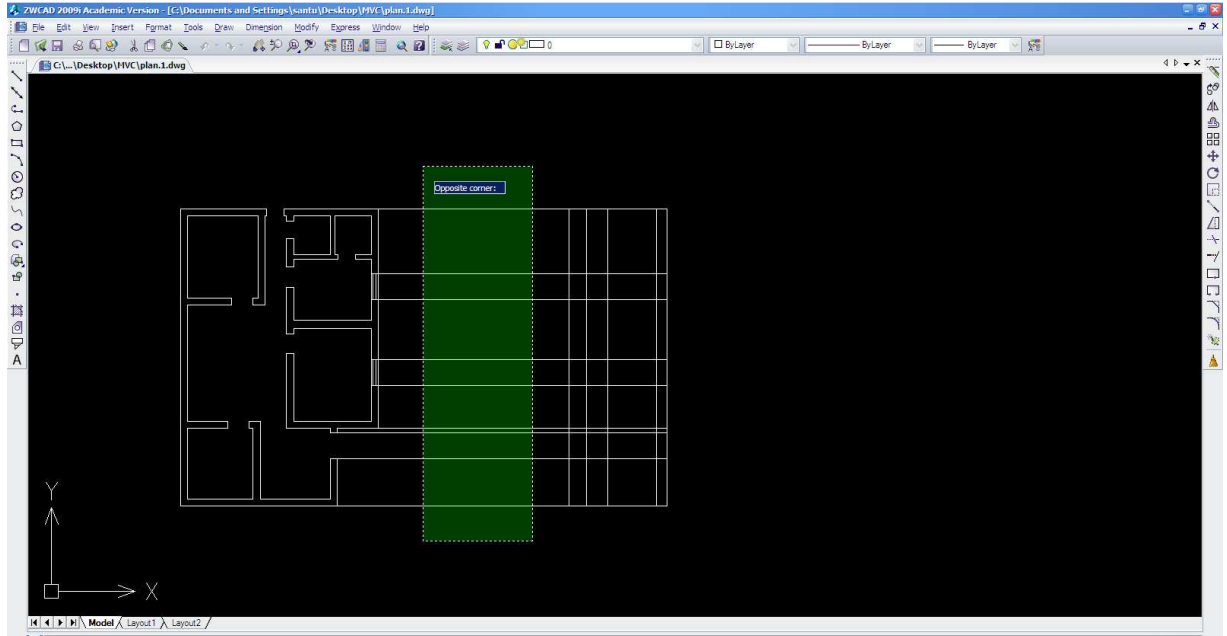 ZWCAD 2009i Academic Version - [C:\Documents and Settings\santu\Desktop\MVC\plan.1.dwg]
File Edit View Insert Format Tools Draw Dimension Modify Express Window Help
0 ByLayer ByLayer ByLayer
C:\...\Desktop\MVC\plan.1.dwg
A
Opposite corner:
Y
X
Model Layout1 Layout2